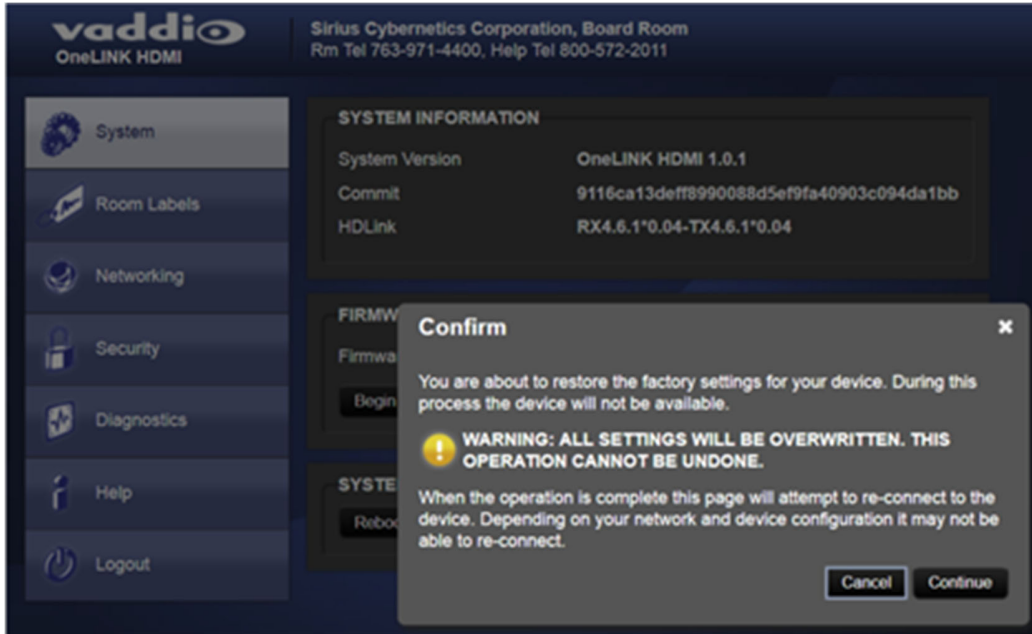 vaddio
OneLINK HDMI
Sirius Cybernetics Corporation, Board Room
Rm Tel 763-971-4400, Help Tel 800-572-2011
System
Room Labels
Networking
Security
Diagnostics
Help
Logout
SYSTEM INFORMATION
System Version OneLINK HDMI 1.0.1
Commit 9116ca13deff8990088d5ef9fa40903c094da1bb
HDLink RX4.6.1*0.04-TX4.6.1*0.04
FIRMW
Firmwa
Begin
SYSTE
Reboo
Confirm
You are about to restore the factory settings for your device. During this
process the device will not be available.
WARNING: ALL SETTINGS WILL BE OVERWRITTEN. THIS
OPERATION CANNOT BE UNDONE.
When the operation is complete this page will attempt to re-connect to the
device. Depending on your network and device configuration it may not be
able to re-connect.
Cancel Continue